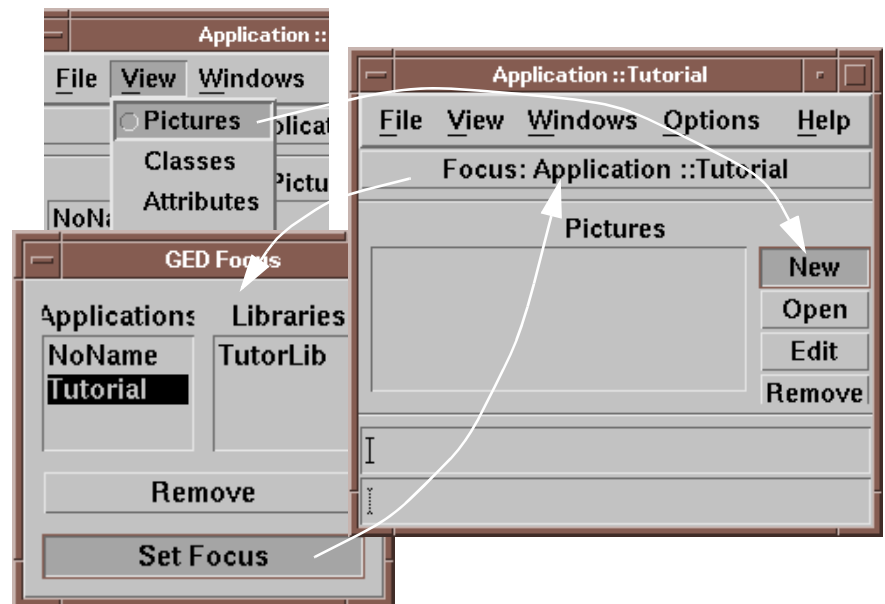 Application ::
File View Windows
Pictures
Classes
Attributes
Application ::Tutorial
File View Windows Options Help
Focus: Application ::Tutorial
Pictures
New
Open
Edit
Remove
GED Focus
Applications Libraries
NoName TutorLib
Tutorial
Remove
Set Focus